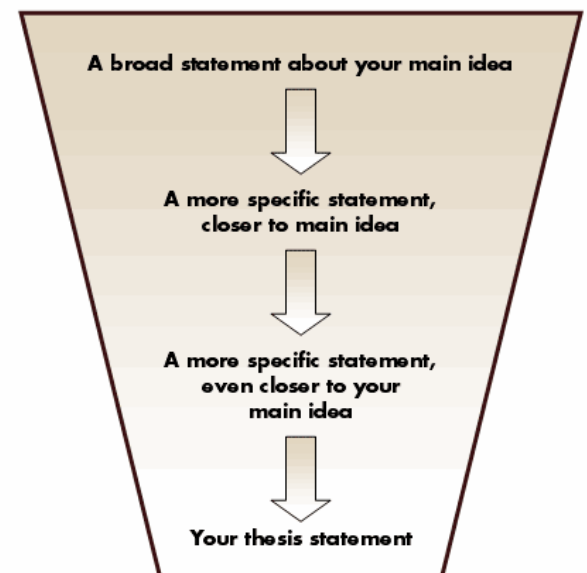 A broad statement about your main idea
A more specific statement,
closer to main idea
A more specific statement,
even closer to your
main idea
Your thesis statement